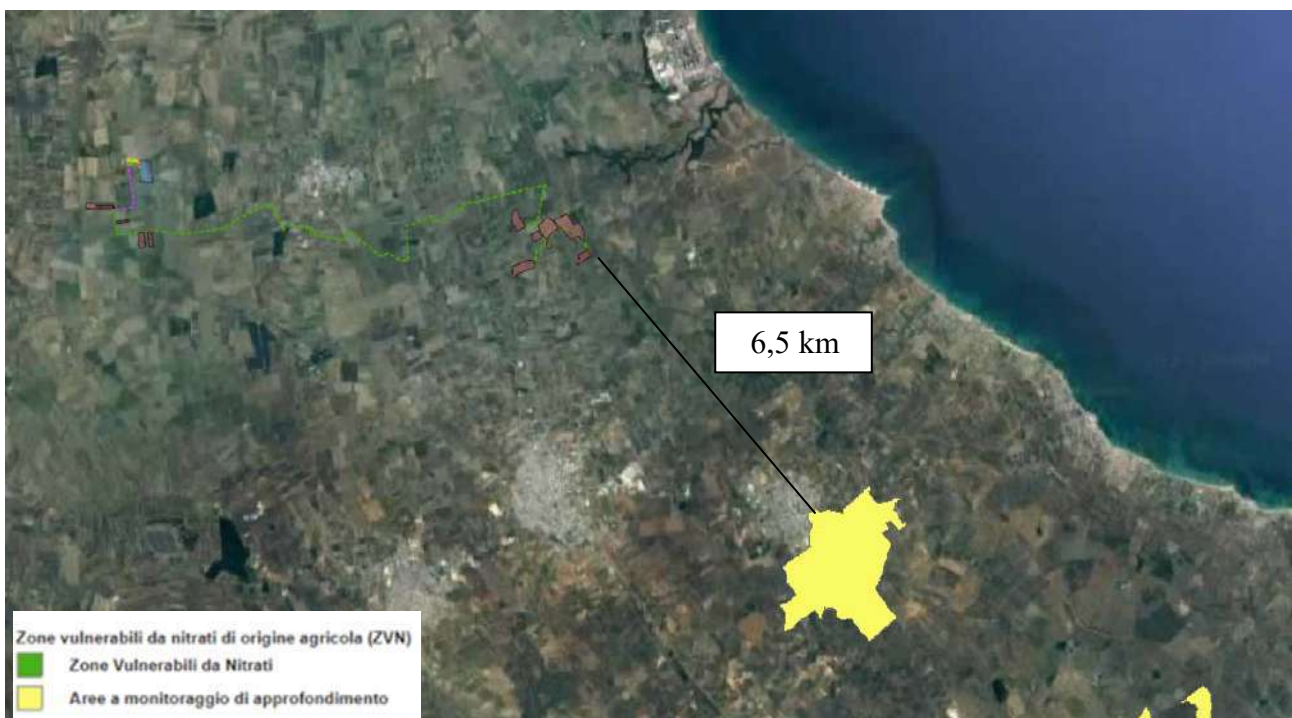 6,5 km
Zone vulnerabili da nitrati di origine agricola (ZVN)
Zone Vulnerabili da Nitrati
Aree a monitoraggio di approfondimento